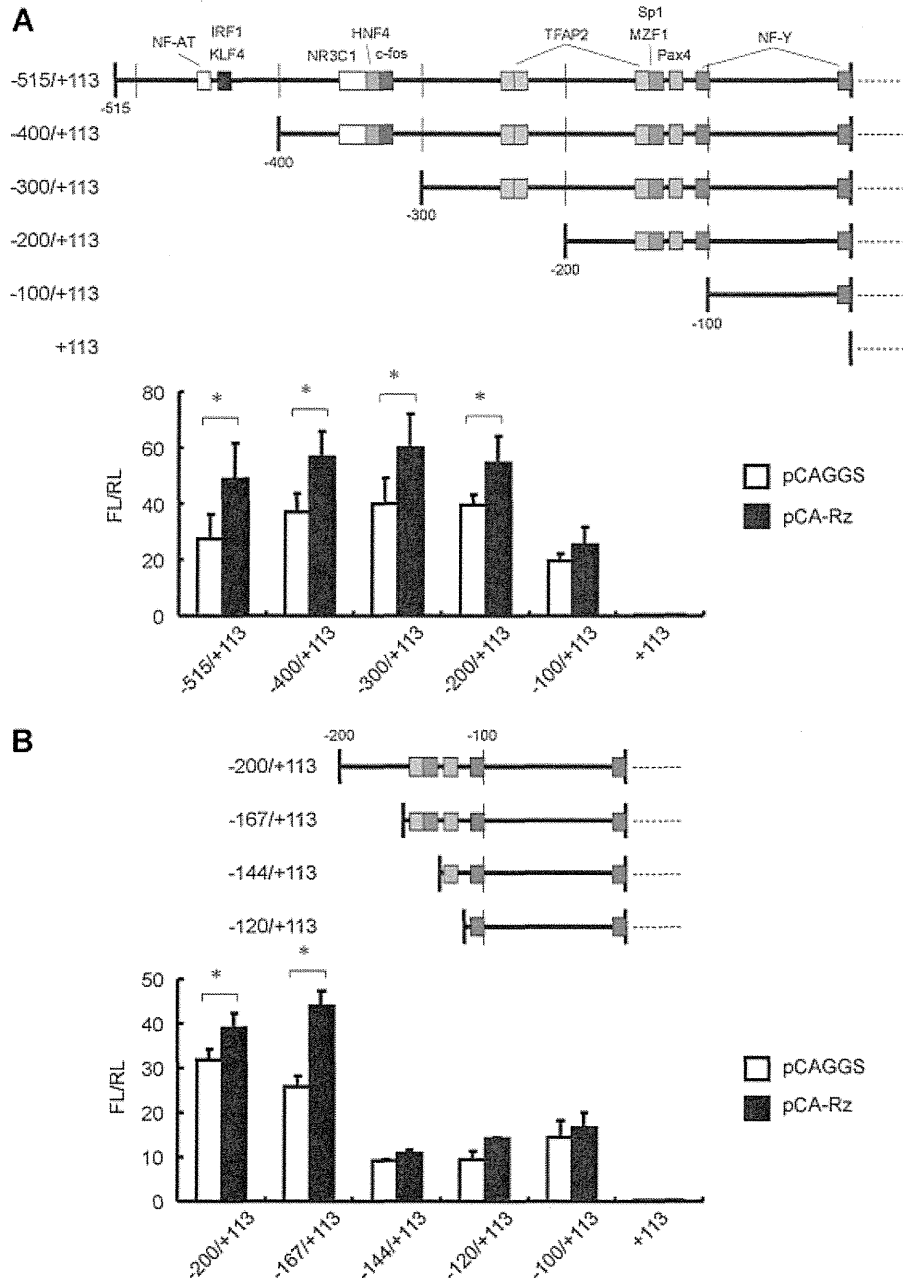 A
Sp1
IRF1 HNF4 TFAP2 MZF1 NF-Y
NF-AT KLF4 NR3C1 c-fos Pax4
-515/+113
-515
-400/+113
-400
-300/+113
-300
-200/+113
-200
-100/+113
-100
+113
* * * *
80
60
40
20
0
FL/RL
pCAGGS
pCA-Rz
-515/+113 -400/+113 -300/+113 -200/+113 -100/+113 +113
B
-200 -100
-200/+113
-167/+113
-144/+113
-120/+113
* *
50
40
30
20
10
0
FL/RL
pCAGGS
pCA-Rz
-200/+113 -167/+113 -144/+113 -120/+113 -100/+113 +113